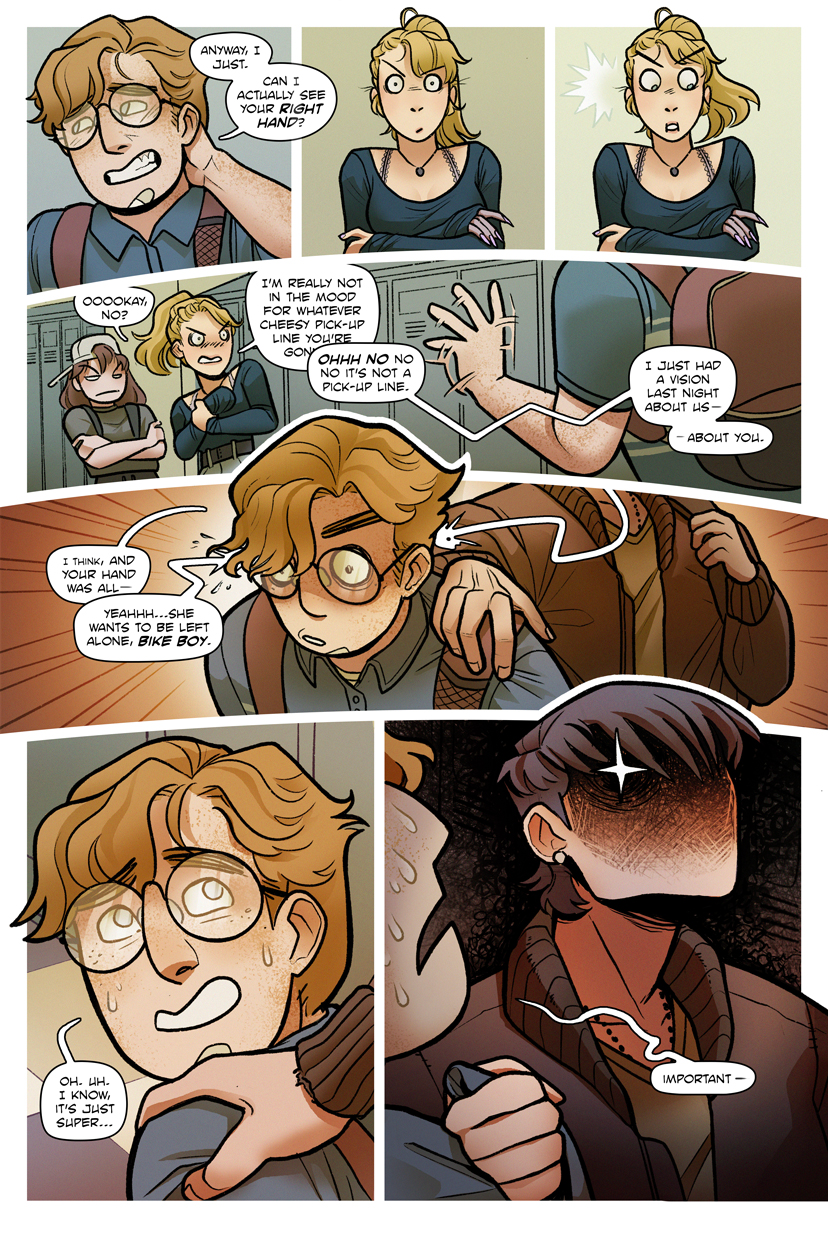 ANYWAY, I
JUST.
CAN I
ACTUALLY SEE
YOUR RIGHT
HAND?
OOOOKAY,
NO?
I'M REALLY NOT
IN THE MOOD
FOR WHATEVER
CHEESY PICK-UP
LINE YOU'RE
OHHH NO NO
NO IT'S NOT A
PICK-UP LINE.
I JUST HAD
A VISION
LAST NIGHT
ABOUT US—
—ABOUT YOU.
I THINK, AND
YOUR HAND
WAS ALL—
YEAHHH...SHE
WANTS TO BE LEFT
ALONE, BIKE BOY.
OH. UH.
I KNOW,
IT'S JUST
SUPER...
IMPORTANT—